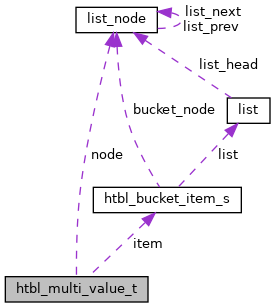 list_node
list_next
list_prev
list_head
bucket_node
list
node
list
htbl_bucket_item_s
item
htbl_multi_value_t